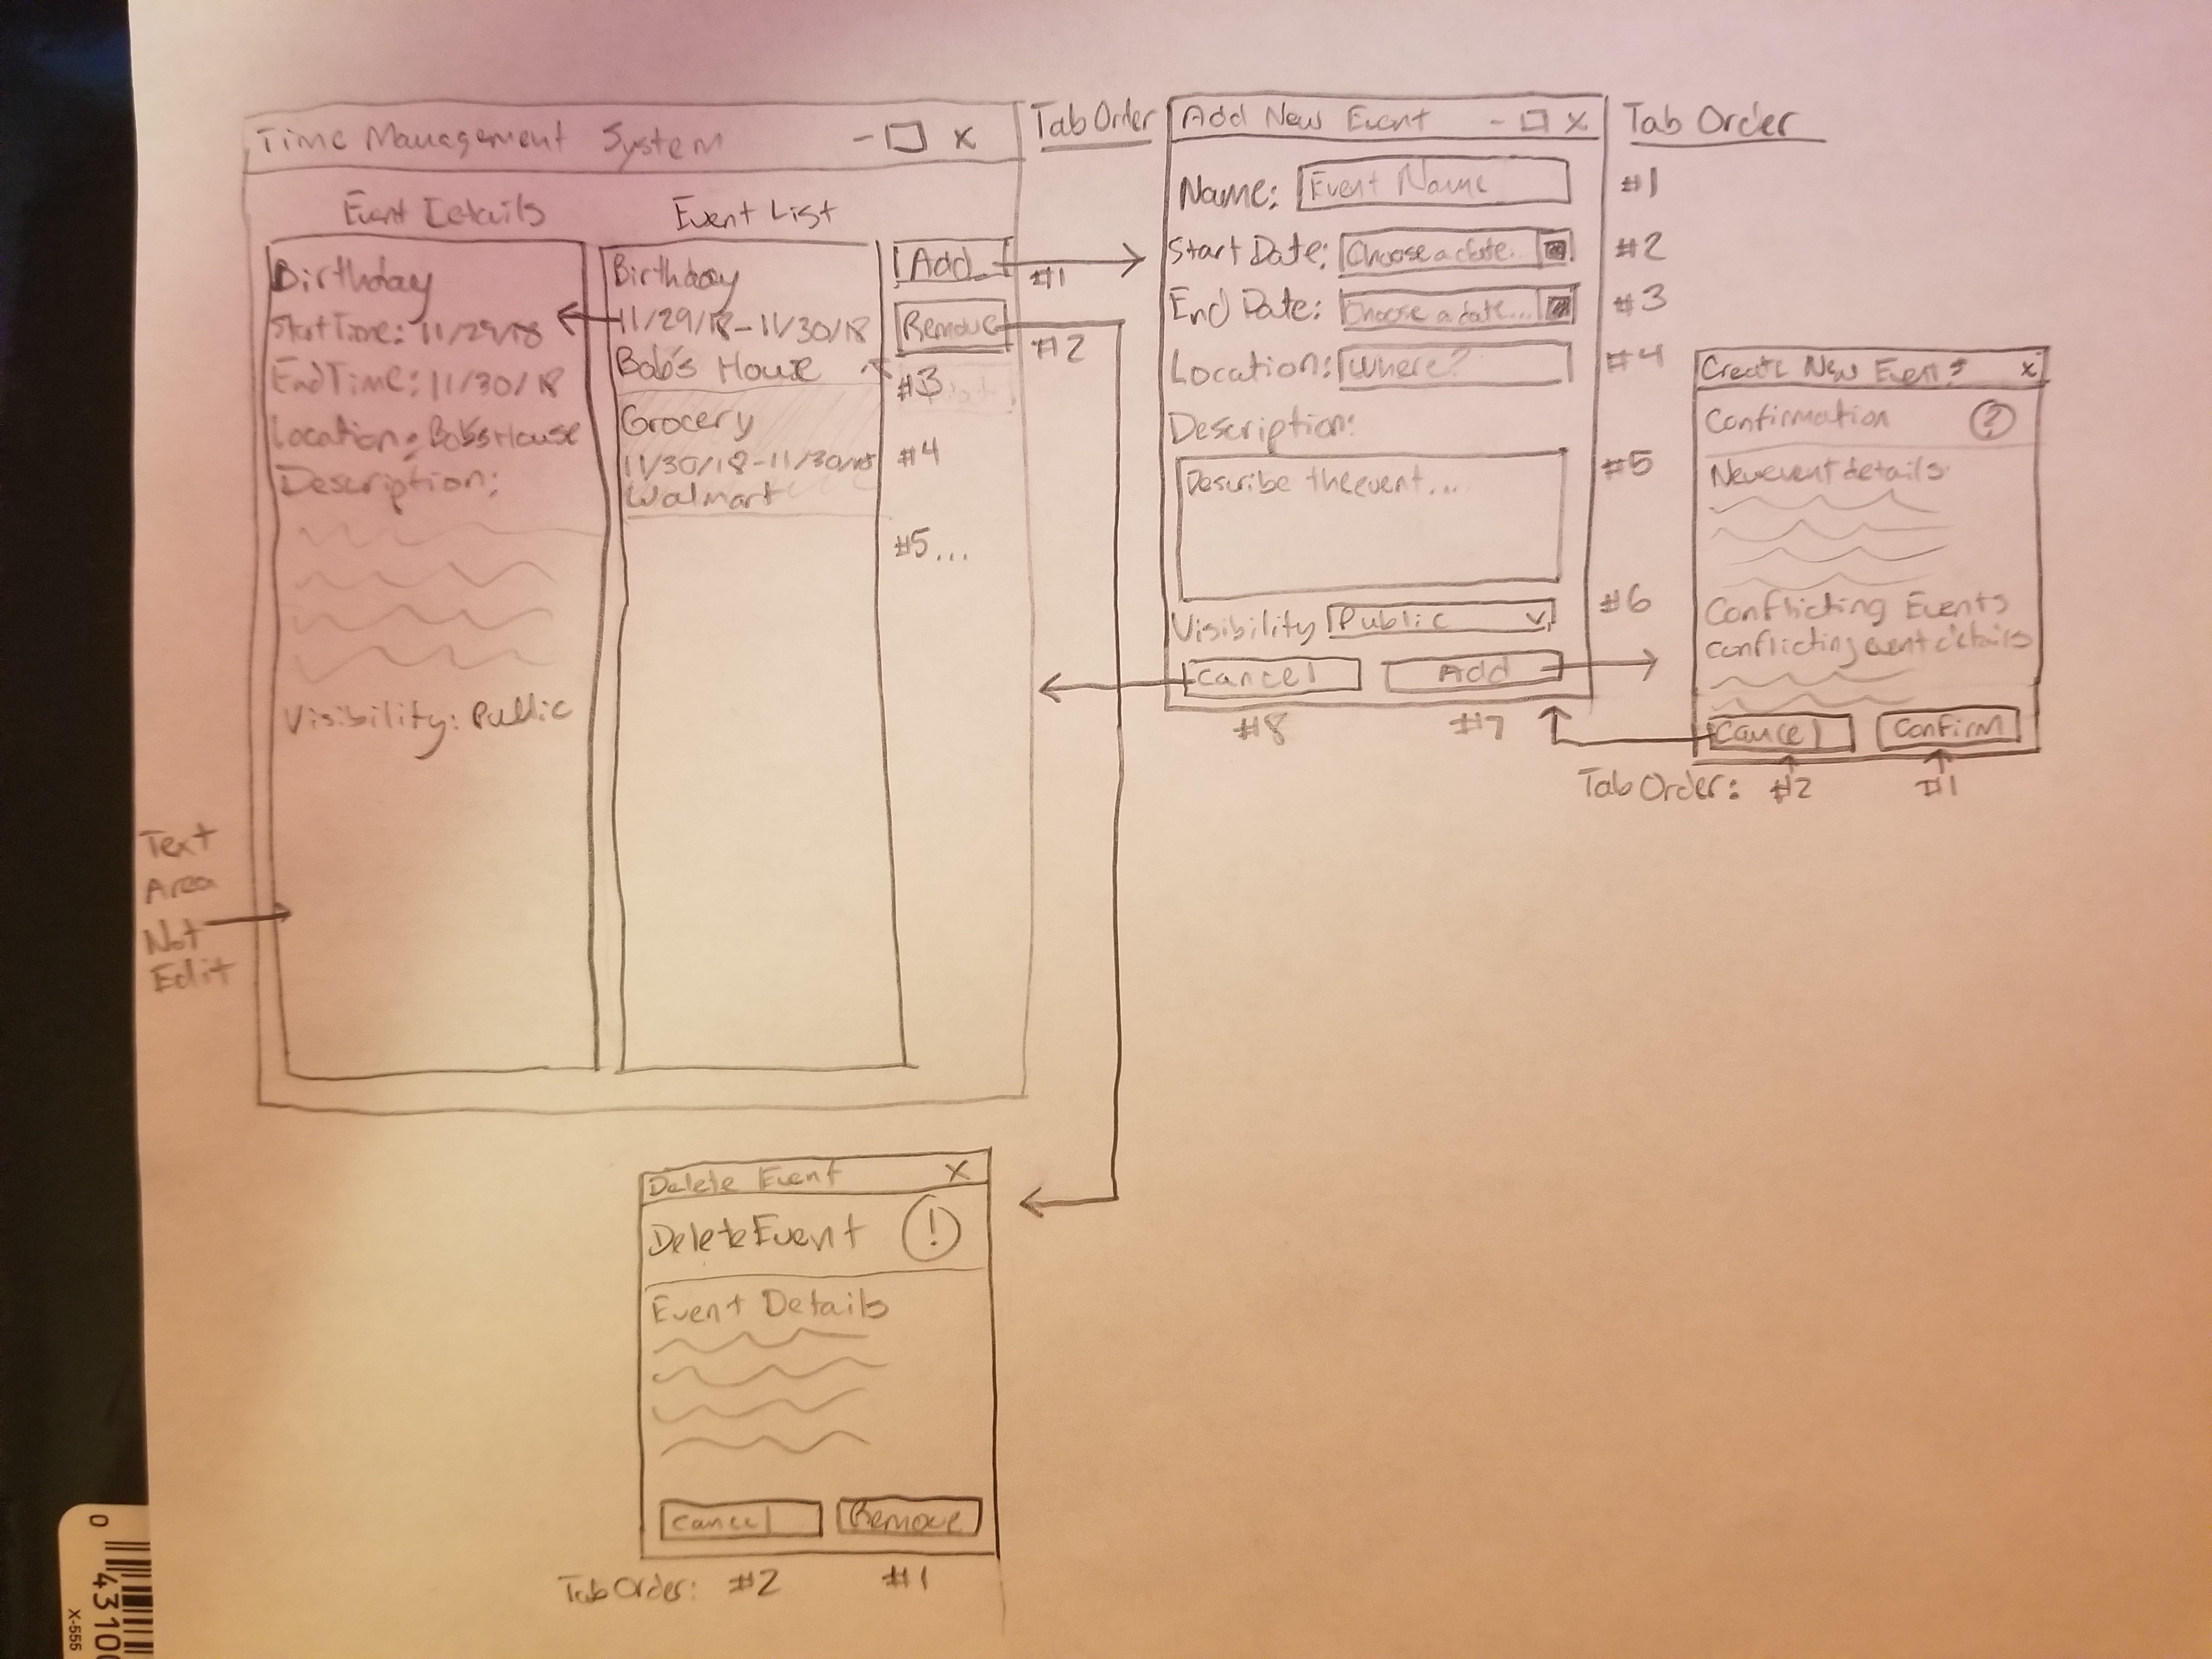 Time Management System - □ x
Event Details
Event List
Birthday
Start Time: 11/29/18
End Time: 11/30/18
Location: Bob's House
Description:
Visibility: Public
Text
Area
Not
Edit
Birthday
11/29/18-11/30/18
Bob's House
Grocery
11/30/18-11/30/18
Walmart
Add
Remove
#3
#4
#5...
Tab Order
#1
#2
Add New Event - □ x
Name: Event Name
Start Date: Choose a date...
End Date: Choose a date...
Location: Where?
Description:
Describe the event...
Visibility Public v
Cancel Add
#8 #7
Tab Order
#1
#2
#3
#4
#5
#6
Create New Event x
Confirmation ?
New event details
Conflicting Events
conflicting event details
Cancel Confirm
Tab Order: #2 #1
Delete Event x
Delete Event !
Event Details
Cancel Remove
Tab Order: #2 #1
X-555
0 43100